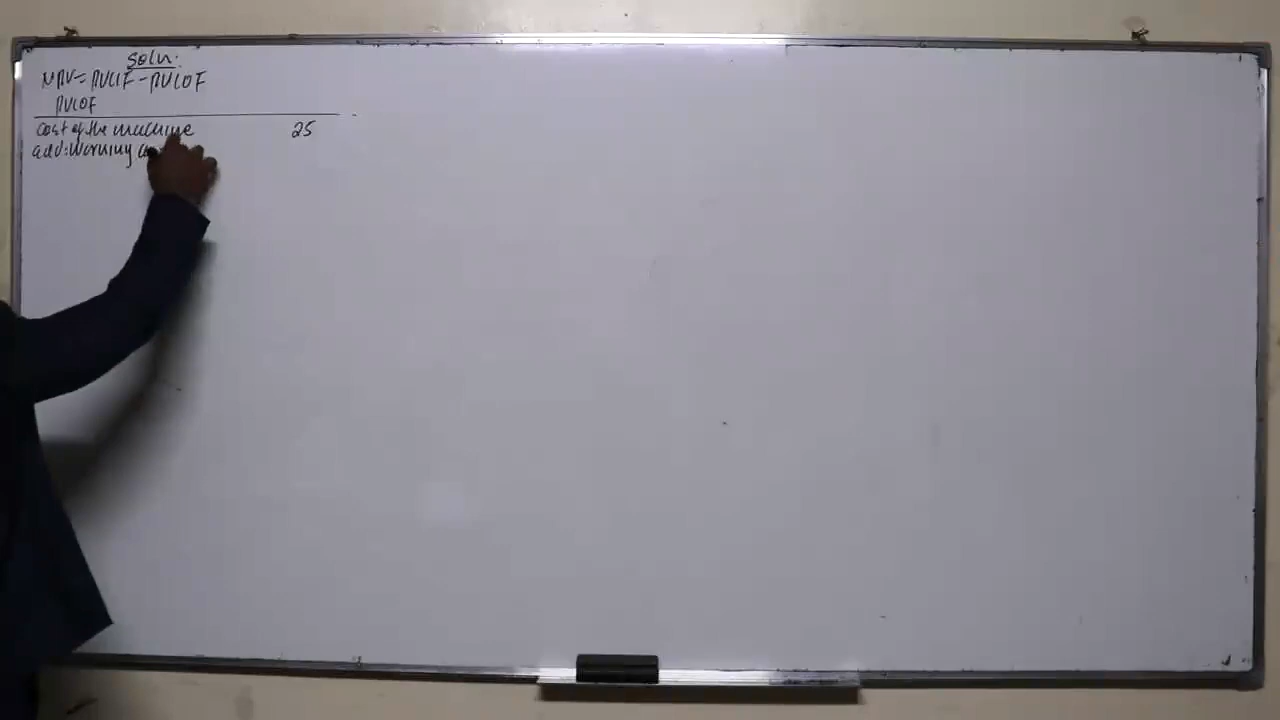 Soln:
NPV = PVCIF - PVCOF
PVCOF
Cost of the machine 25
add: Working